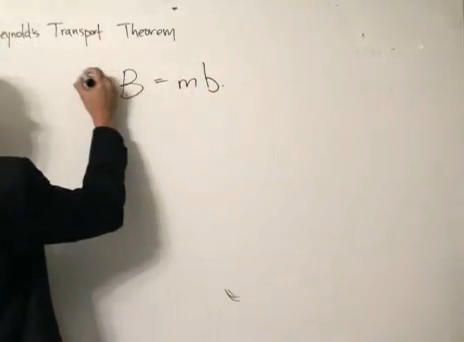 eynold's Transport Theorem
B = mb.